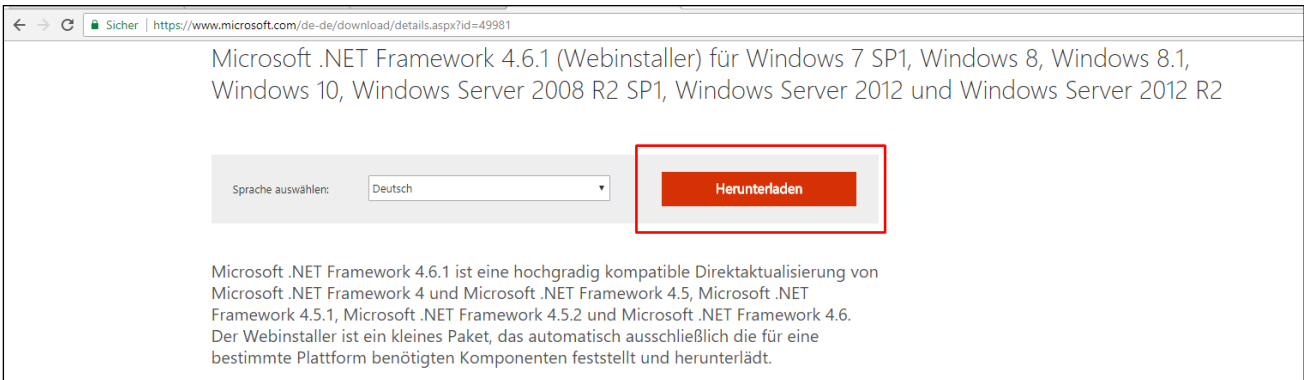 Sicher | https://www.microsoft.com/de-de/download/details.aspx?id=49981
Microsoft .NET Framework 4.6.1 (Webinstaller) für Windows 7 SP1, Windows 8, Windows 8.1,
Windows 10, Windows Server 2008 R2 SP1, Windows Server 2012 und Windows Server 2012 R2
Sprache auswählen: Deutsch Herunterladen
Microsoft .NET Framework 4.6.1 ist eine hochgradig kompatible Direktaktualisierung von
Microsoft .NET Framework 4 und Microsoft .NET Framework 4.5, Microsoft .NET
Framework 4.5.1, Microsoft .NET Framework 4.5.2 und Microsoft .NET Framework 4.6.
Der Webinstaller ist ein kleines Paket, das automatisch ausschließlich die für eine
bestimmte Plattform benötigten Komponenten feststellt und herunterlädt.